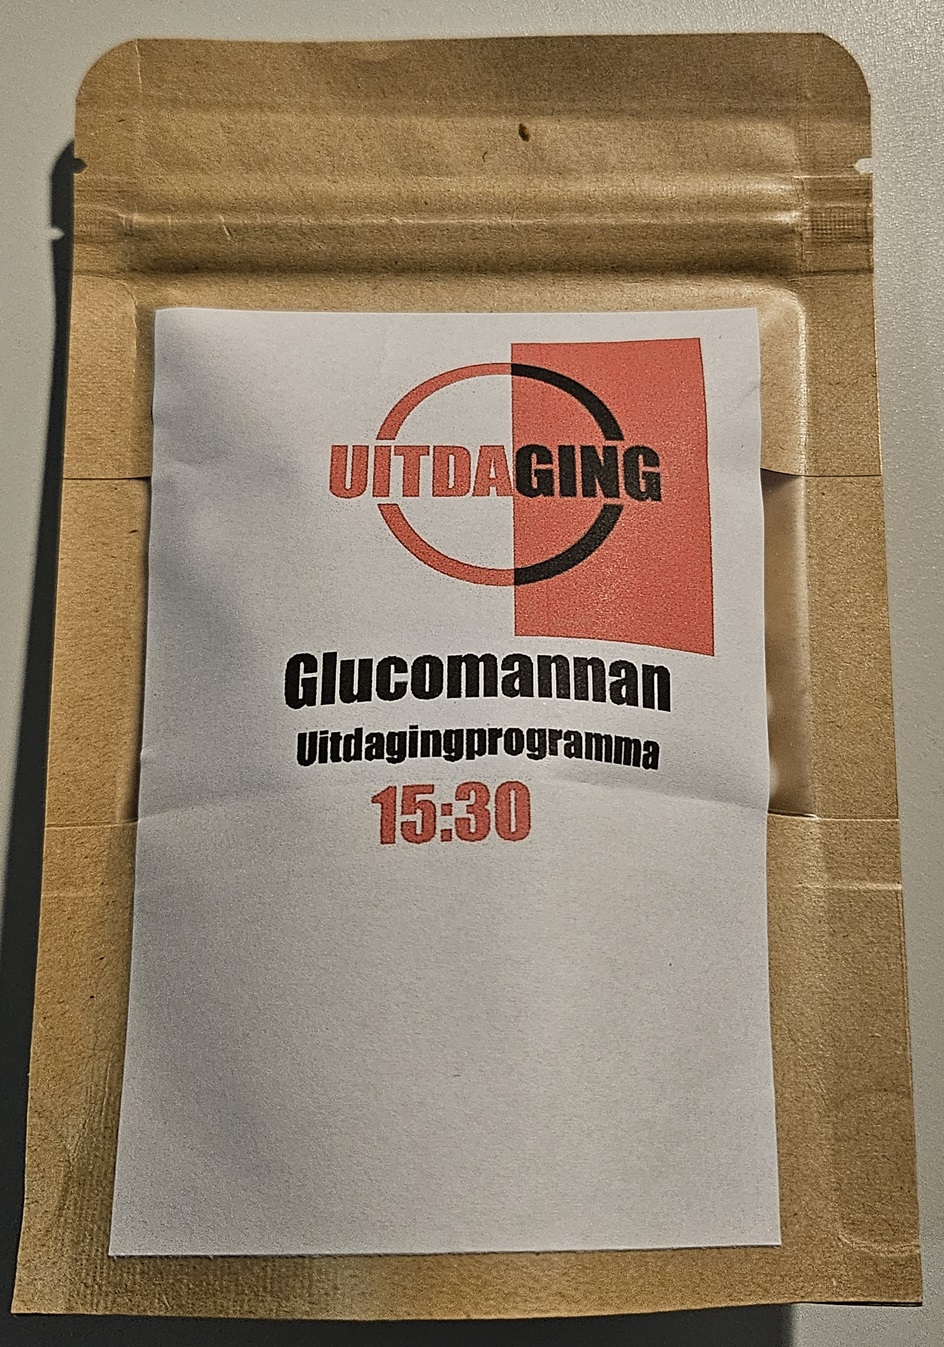 UITDAGING
Glucomannan
Uitdagingprogramma
15:30